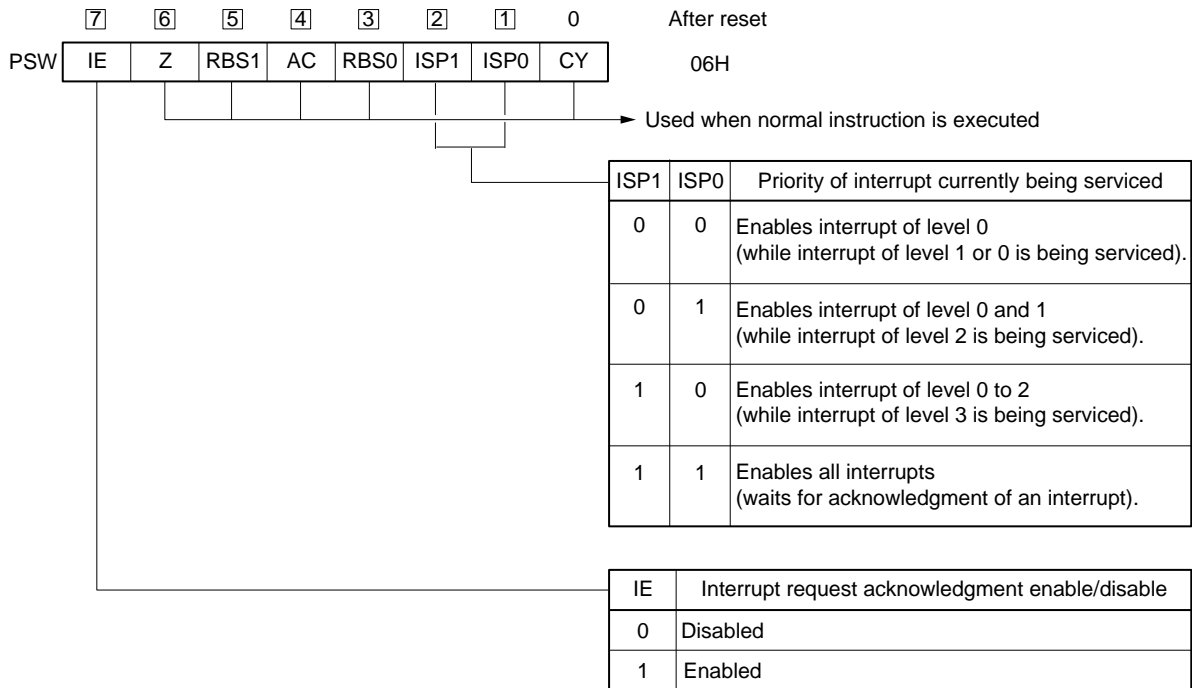 7 6 5 4 3 2 1 0 After reset
PSW IE Z RBS1 AC RBS0 ISP1 ISP0 CY 06H
Used when normal instruction is executed
ISP1 ISP0 Priority of interrupt currently being serviced
0 0 Enables interrupt of level 0
(while interrupt of level 1 or 0 is being serviced).
0 1 Enables interrupt of level 0 and 1
(while interrupt of level 2 is being serviced).
1 0 Enables interrupt of level 0 to 2
(while interrupt of level 3 is being serviced).
1 1 Enables all interrupts
(waits for acknowledgment of an interrupt).
IE Interrupt request acknowledgment enable/disable
0 Disabled
1 Enabled